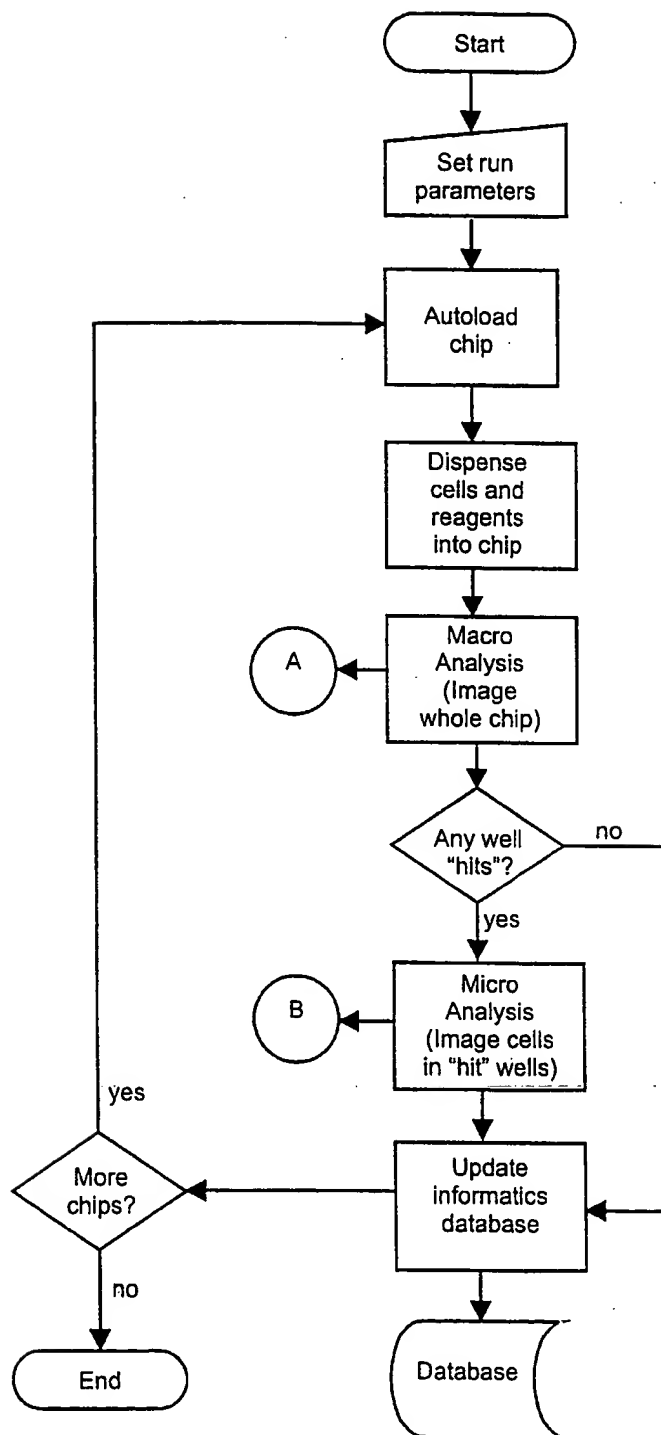 Start
Set run
parameters
Autoload
chip
Dispense
cells and
reagents
into chip
Macro
Analysis
(Image
whole chip)
A
Any well
"hits"?
no
yes
Micro
Analysis
(Image cells
in "hit" wells)
B
yes
More
chips?
Update
informatics
database
no
End
Database